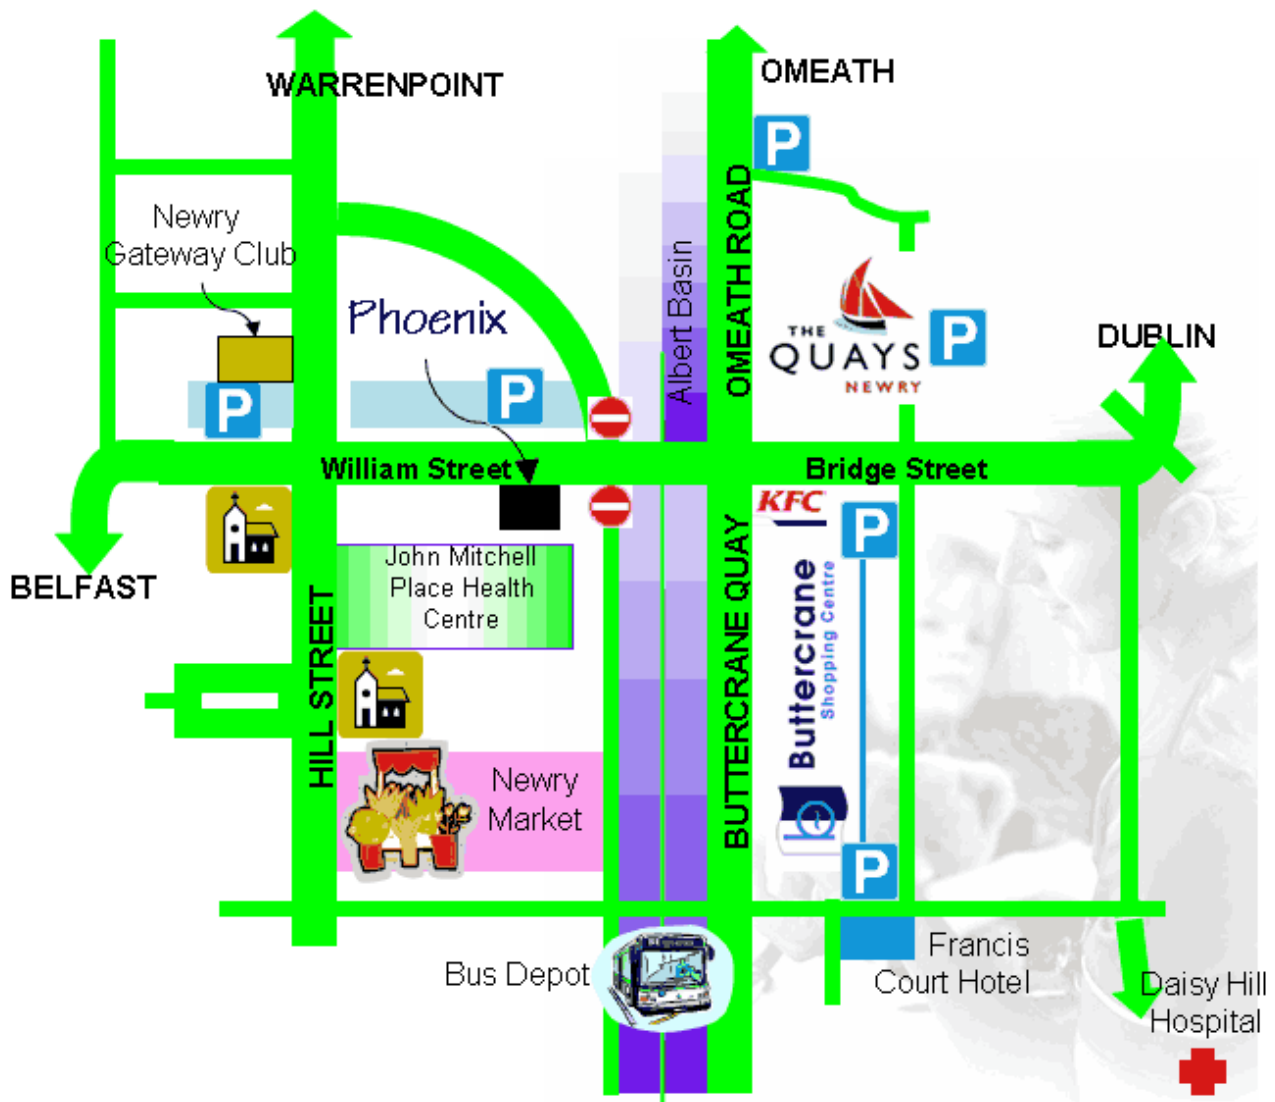 WARRENPOINT
OMEATH
P
Newry
Gateway Club
Phoenix
Albert Basin
OMEATH ROAD
THE
QUAYS
NEWRY
P
DUBLIN
P
P
William Street
Bridge Street
BELFAST
KFC
P
John Mitchell
Place Health
Centre
HILL STREET
BUTTERCRANE QUAY
Buttercrane
Shopping Centre
Newry
Market
P
Bus Depot
Francis
Court Hotel
Daisy Hill
Hospital